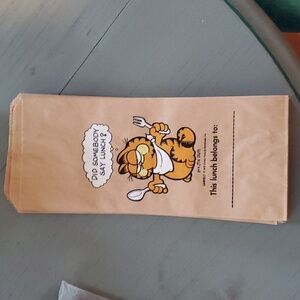 DID SOMEBODY
SAY LUNCH?
This lunch belongs to: